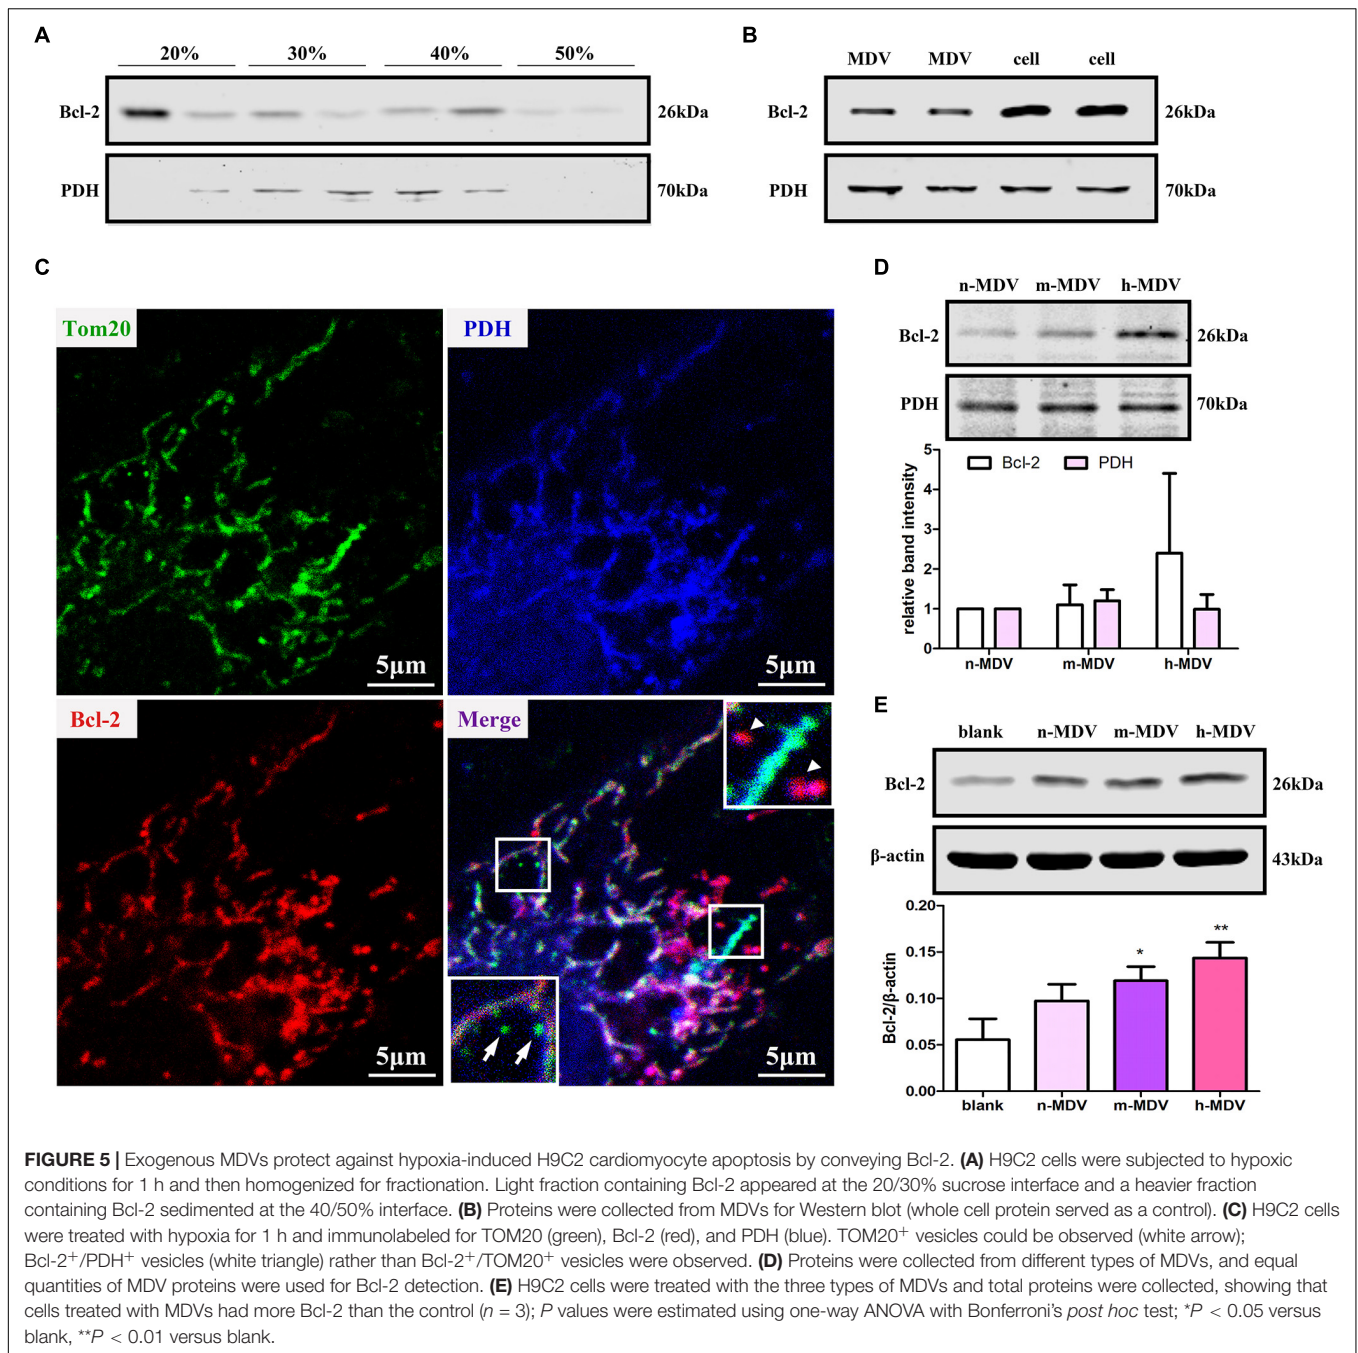 A
20% 30% 40% 50%
Bcl-2 26kDa
PDH 70kDa
B
MDV MDV cell cell
Bcl-2 26kDa
PDH 70kDa
C
Tom20
5μm
PDH
5μm
Bcl-2
5μm
Merge
5μm
D
n-MDV m-MDV h-MDV
Bcl-2 26kDa
PDH 70kDa
relative band intensity
5
4
3
2
1
0
Bcl-2 PDH
n-MDV m-MDV h-MDV
E
blank n-MDV m-MDV h-MDV
Bcl-2 26kDa
β-actin 43kDa
Bcl-2/β-actin
0.20
0.15
0.10
0.05
0.00
* **
blank n-MDV m-MDV h-MDV
FIGURE 5 | Exogenous MDVs protect against hypoxia-induced H9C2 cardiomyocyte apoptosis by conveying Bcl-2. (A) H9C2 cells were subjected to hypoxic
conditions for 1 h and then homogenized for fractionation. Light fraction containing Bcl-2 appeared at the 20/30% sucrose interface and a heavier fraction
containing Bcl-2 sedimented at the 40/50% interface. (B) Proteins were collected from MDVs for Western blot (whole cell protein served as a control). (C) H9C2 cells
were treated with hypoxia for 1 h and immunolabeled for TOM20 (green), Bcl-2 (red), and PDH (blue). TOM20+ vesicles could be observed (white arrow);
Bcl-2+/PDH+ vesicles (white triangle) rather than Bcl-2+/TOM20+ vesicles were observed. (D) Proteins were collected from different types of MDVs, and equal
quantities of MDV proteins were used for Bcl-2 detection. (E) H9C2 cells were treated with the three types of MDVs and total proteins were collected, showing that
cells treated with MDVs had more Bcl-2 than the control (n = 3); P values were estimated using one-way ANOVA with Bonferroni's post hoc test; *P < 0.05 versus
blank, **P < 0.01 versus blank.